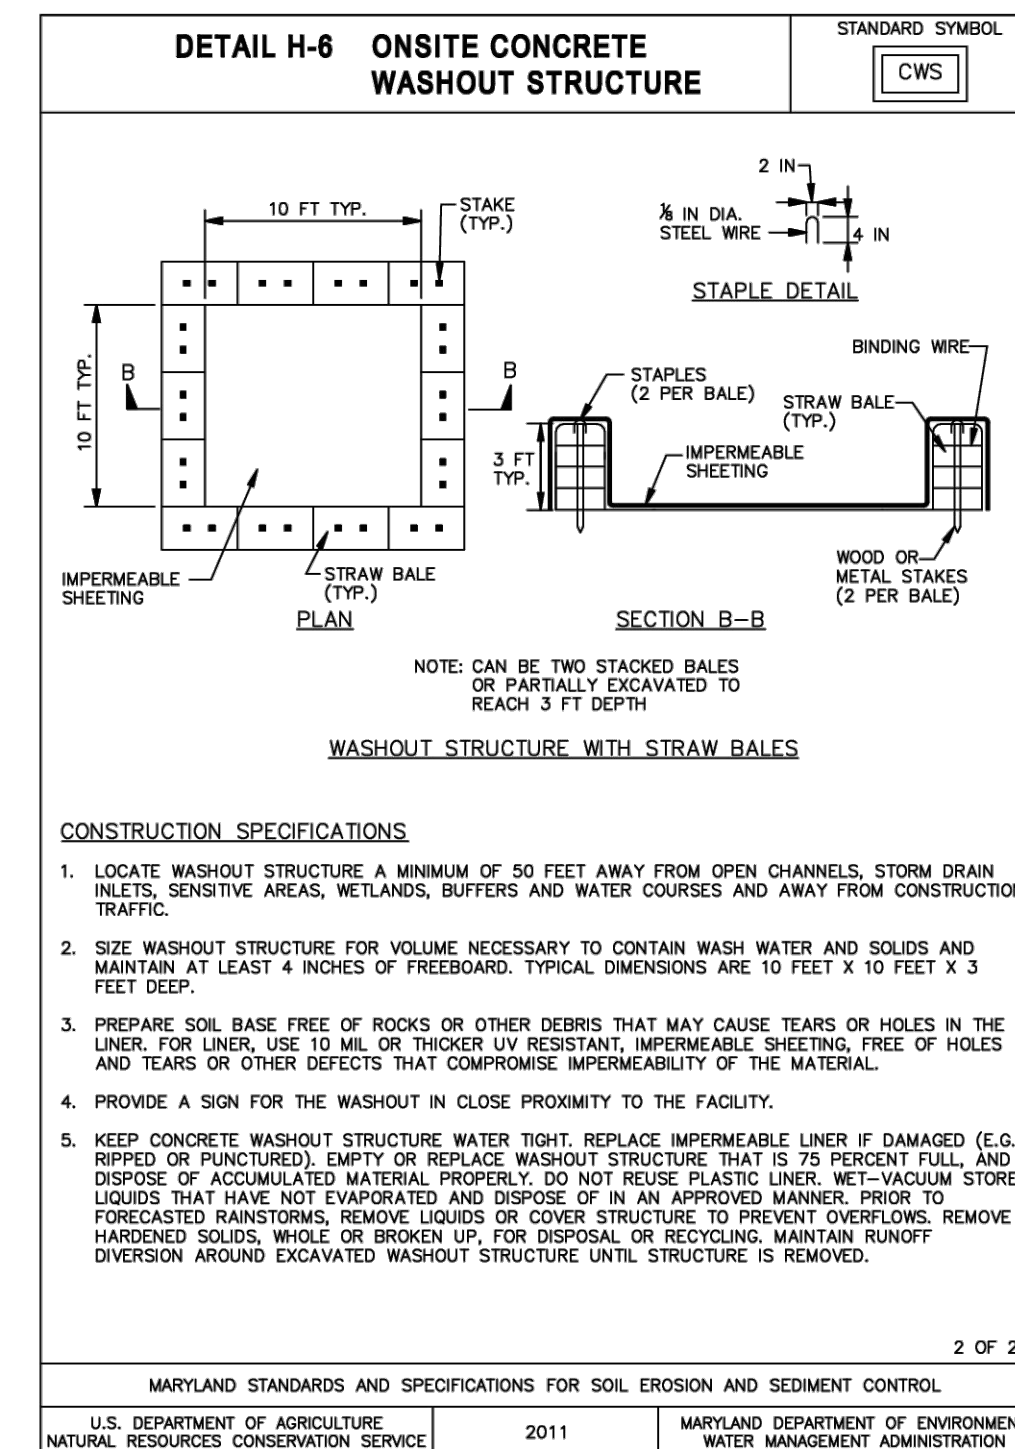 DETAIL H-6 ONSITE CONCRETE
WASHOUT STRUCTURE
STANDARD SYMBOL
CWS
2 IN
1/8 IN DIA.
STEEL WIRE
4 IN
STAPLE DETAIL
10 FT TYP.
STAKE
(TYP.)
10 FT TYP.
B
B
IMPERMEABLE
SHEETING
STRAW BALE
(TYP.)
PLAN
BINDING WIRE
STAPLES
(2 PER BALE)
STRAW BALE
(TYP.)
3 FT
TYP.
IMPERMEABLE
SHEETING
WOOD OR
METAL STAKES
(2 PER BALE)
SECTION B-B
NOTE: CAN BE TWO STACKED BALES
OR PARTIALLY EXCAVATED TO
REACH 3 FT DEPTH
WASHOUT STRUCTURE WITH STRAW BALES
CONSTRUCTION SPECIFICATIONS
1. LOCATE WASHOUT STRUCTURE A MINIMUM OF 50 FEET AWAY FROM OPEN CHANNELS, STORM DRAIN
INLETS, SENSITIVE AREAS, WETLANDS, BUFFERS AND WATER COURSES AND AWAY FROM CONSTRUCTION
TRAFFIC.
2. SIZE WASHOUT STRUCTURE FOR VOLUME NECESSARY TO CONTAIN WASH WATER AND SOLIDS AND
MAINTAIN AT LEAST 4 INCHES OF FREEBOARD. TYPICAL DIMENSIONS ARE 10 FEET X 10 FEET X 3
FEET DEEP.
3. PREPARE SOIL BASE FREE OF ROCKS OR OTHER DEBRIS THAT MAY CAUSE TEARS OR HOLES IN THE
LINER. FOR LINER, USE 10 MIL OR THICKER UV RESISTANT, IMPERMEABLE SHEETING, FREE OF HOLES
AND TEARS OR OTHER DEFECTS THAT COMPROMISE IMPERMEABILITY OF THE MATERIAL.
4. PROVIDE A SIGN FOR THE WASHOUT IN CLOSE PROXIMITY TO THE FACILITY.
5. KEEP CONCRETE WASHOUT STRUCTURE WATER TIGHT. REPLACE IMPERMEABLE LINER IF DAMAGED (E.G.
RIPPED OR PUNCTURED). EMPTY OR REPLACE WASHOUT STRUCTURE THAT IS 75 PERCENT FULL, AND
DISPOSE OF ACCUMULATED MATERIAL PROPERLY. DO NOT REUSE PLASTIC LINER. WET-VACUUM STORE
LIQUIDS THAT HAVE NOT EVAPORATED AND DISPOSE OF IN AN APPROVED MANNER. PRIOR TO
FORECASTED RAINSTORMS, REMOVE LIQUIDS OR COVER STRUCTURE TO PREVENT OVERFLOWS. REMOVE
HARDENED SOLIDS, WHOLE OR BROKEN UP, FOR DISPOSAL OR RECYCLING. MAINTAIN RUNOFF
DIVERSION AROUND EXCAVATED WASHOUT STRUCTURE UNTIL STRUCTURE IS REMOVED.
2 OF 2
MARYLAND STANDARDS AND SPECIFICATIONS FOR SOIL EROSION AND SEDIMENT CONTROL
U.S. DEPARTMENT OF AGRICULTURE
NATURAL RESOURCES CONSERVATION SERVICE
2011
MARYLAND DEPARTMENT OF ENVIRONMEN
WATER MANAGEMENT ADMINISTRATION